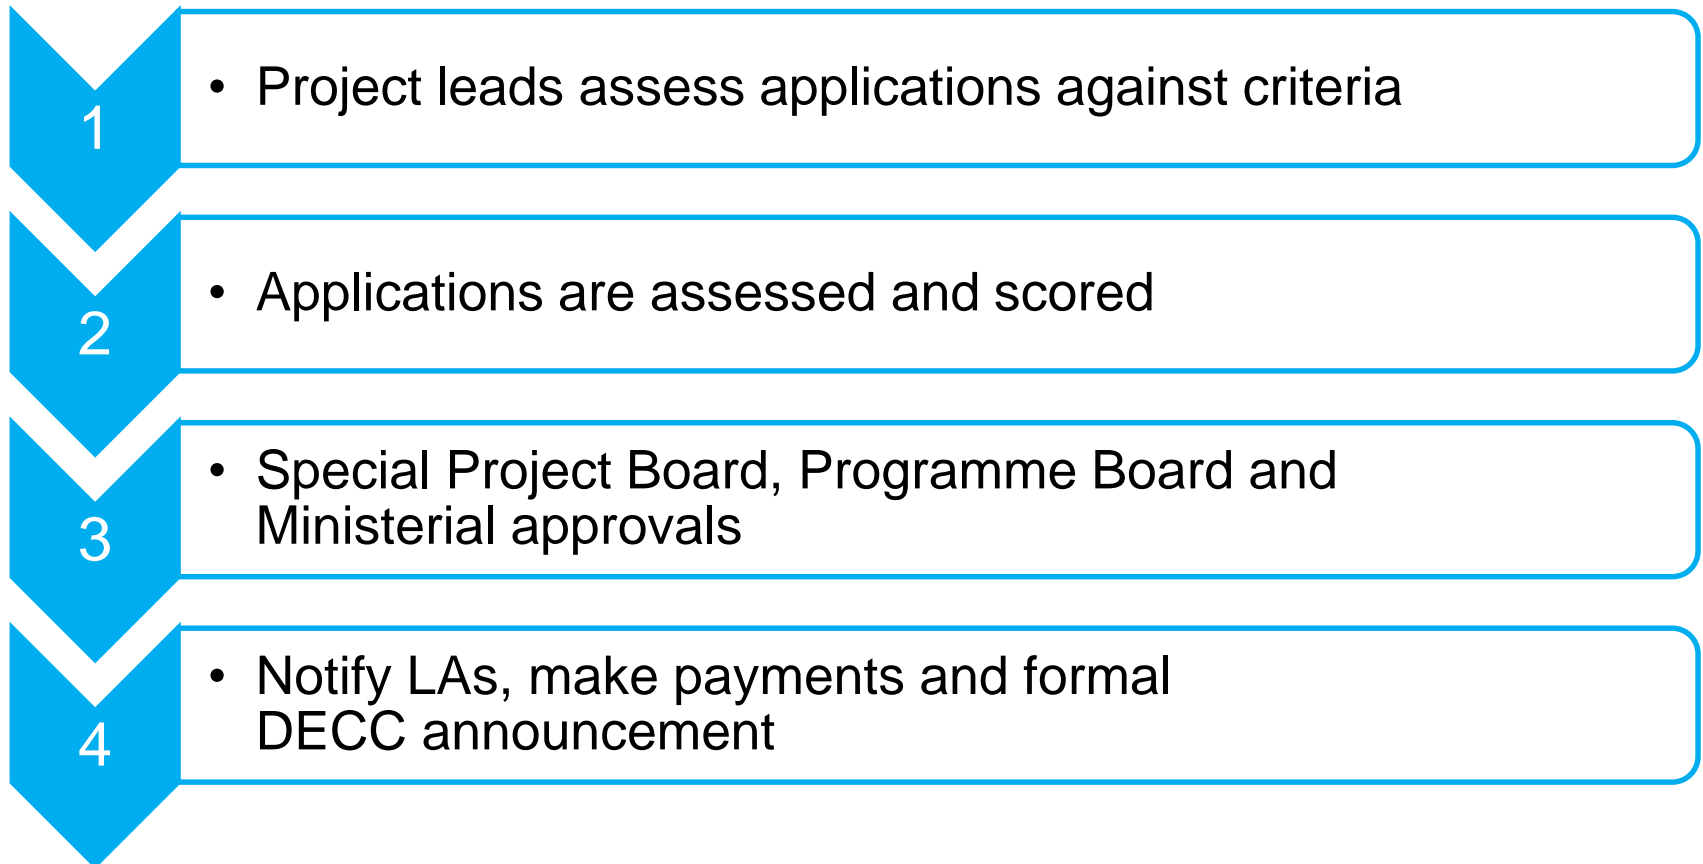 1
• Project leads assess applications against criteria
2
• Applications are assessed and scored
3
• Special Project Board, Programme Board and
Ministerial approvals
4
• Notify LAs, make payments and formal
DECC announcement